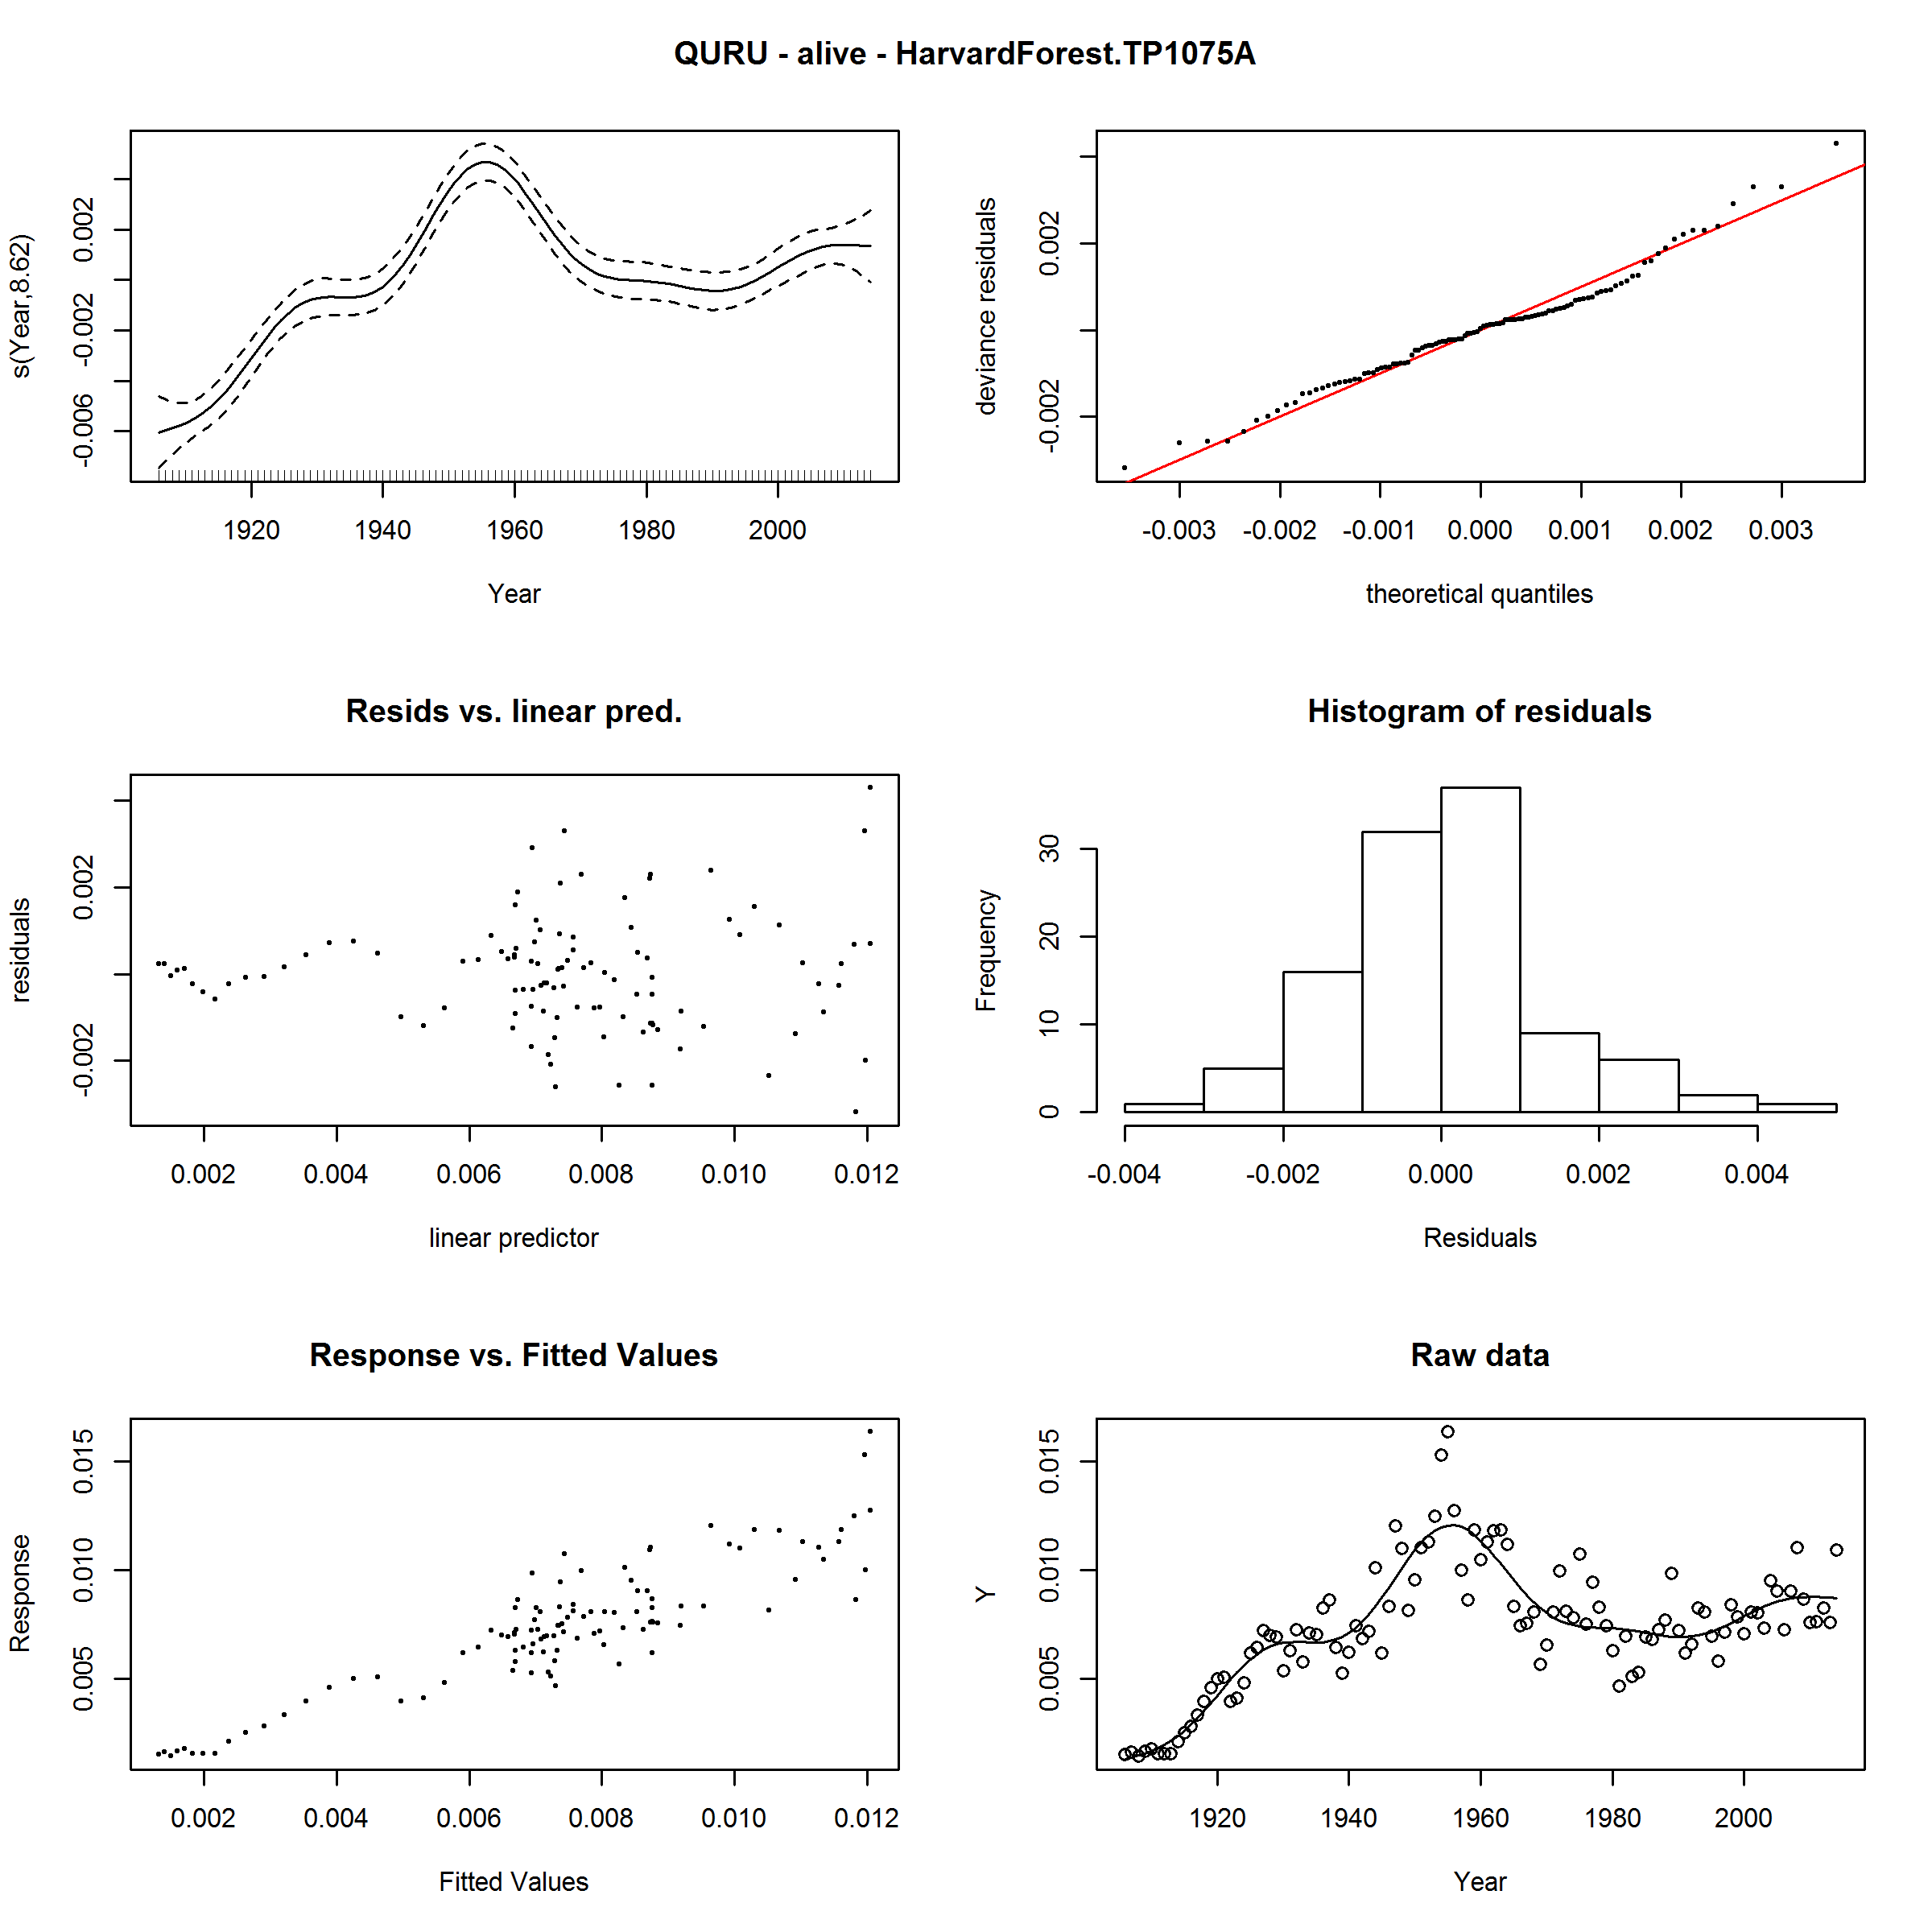 QURU - alive - HarvardForest.TP1075A
s(Year,8.62)
-0.006 -0.002 0.002
1920 1940 1960 1980 2000
Year
deviance residuals
-0.002 0.002
-0.003 -0.002 -0.001 0.000 0.001 0.002 0.003
theoretical quantiles
Resids vs. linear pred.
residuals
-0.002 0.002
0.002 0.004 0.006 0.008 0.010 0.012
linear predictor
Histogram of residuals
Frequency
0 10 20 30
-0.004 -0.002 0.000 0.002 0.004
Residuals
Response vs. Fitted Values
Response
0.005 0.010 0.015
0.002 0.004 0.006 0.008 0.010 0.012
Fitted Values
Raw data
Y
0.005 0.010 0.015
1920 1940 1960 1980 2000
Year